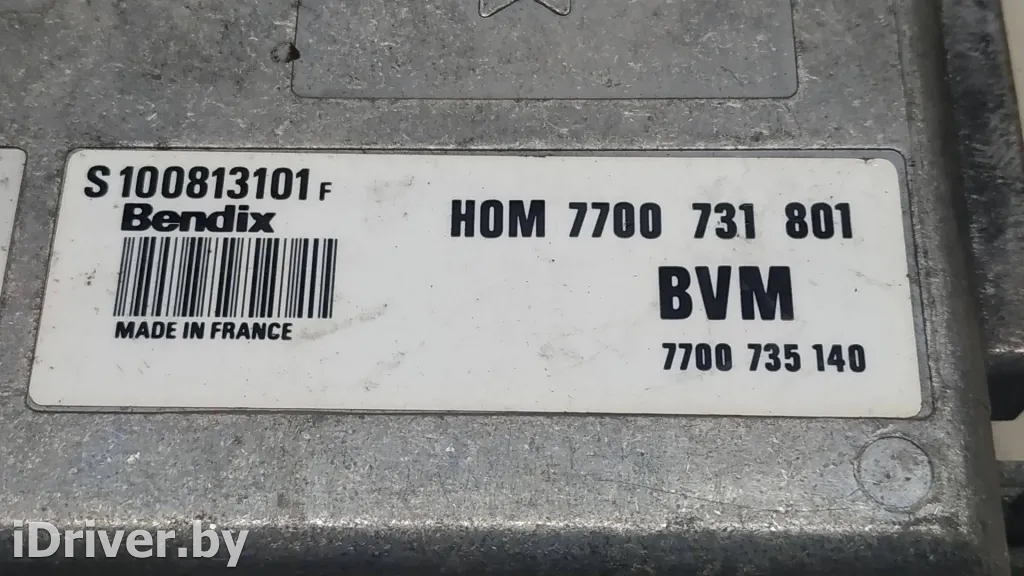 S 100813101 F
Bendix
MADE IN FRANCE
HOM 7700 731 801
BVM
7700 735 140
iDriver.by